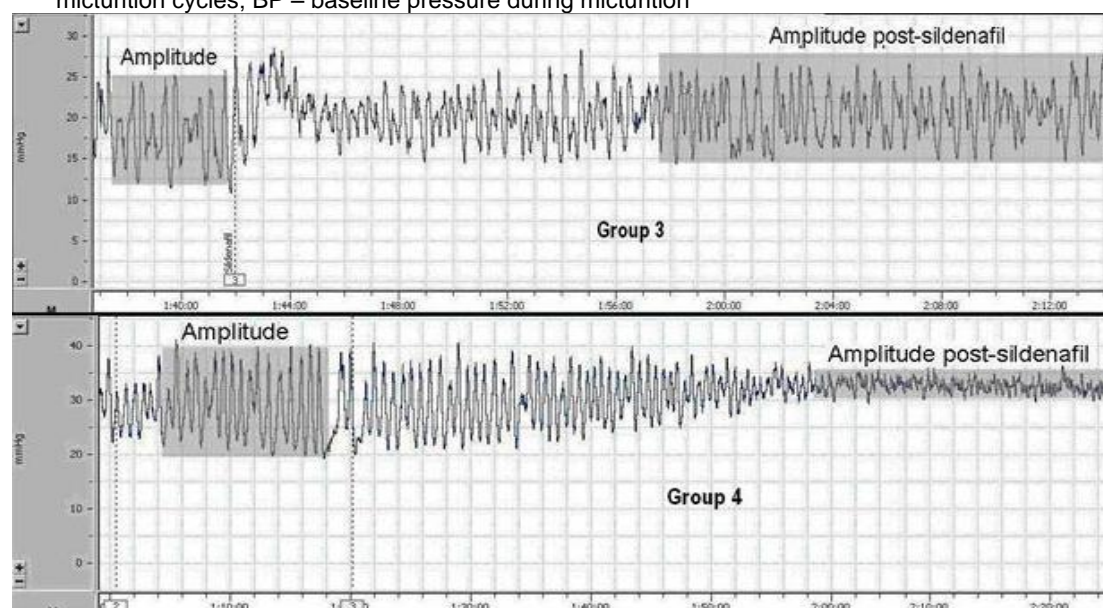 micturition cycles; BP – baseline pressure during micturition
Amplitude
Amplitude post-sildenafil
30
25
20
15
10
5
0
mmHg
Group 3
Sildenafil
3
1:40:00
1:44:00
1:48:00
1:52:00
1:56:00
2:00:00
2:04:00
2:08:00
2:12:00
M
Amplitude
Amplitude post-sildenafil
40
30
20
10
0
mmHg
Group 4
2
1:10:00
3
1:30:00
1:40:00
1:50:00
2:00:00
2:10:00
2:20:00